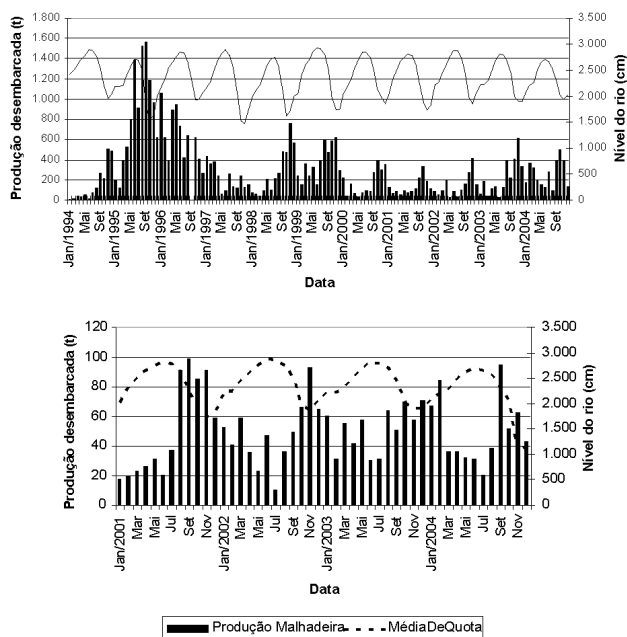 Produção desembarcada (t)
1.800
1.600
1.400
1.200
1.000
800
600
400
200
0
3.500
3.000
2.500
2.000
1.500
1.000
500
0
Nível do rio (cm)
Jan/1994
Mai
Set
Jan/1995
Mai
Set
Jan/1996
Mai
Set
Jan/1997
Mai
Set
Jan/1998
Mai
Set
Jan/1999
Mai
Set
Jan/2000
Mai
Set
Jan/2001
Mai
Set
Jan/2002
Mai
Set
Jan/2003
Mai
Set
Jan/2004
Mai
Set
Data
Produção desembarcada (t)
120
100
80
60
40
20
0
3.500
3.000
2.500
2.000
1.500
1.000
500
0
Nível do rio (cm)
Jan/2001
Mar
Mai
Jul
Set
Nov
Jan/2002
Mar
Mai
Jul
Set
Nov
Jan/2003
Mar
Mai
Jul
Set
Nov
Jan/2004
Mar
Mai
Jul
Set
Nov
Data
Produção Malhadeira
MédiaDeQuota